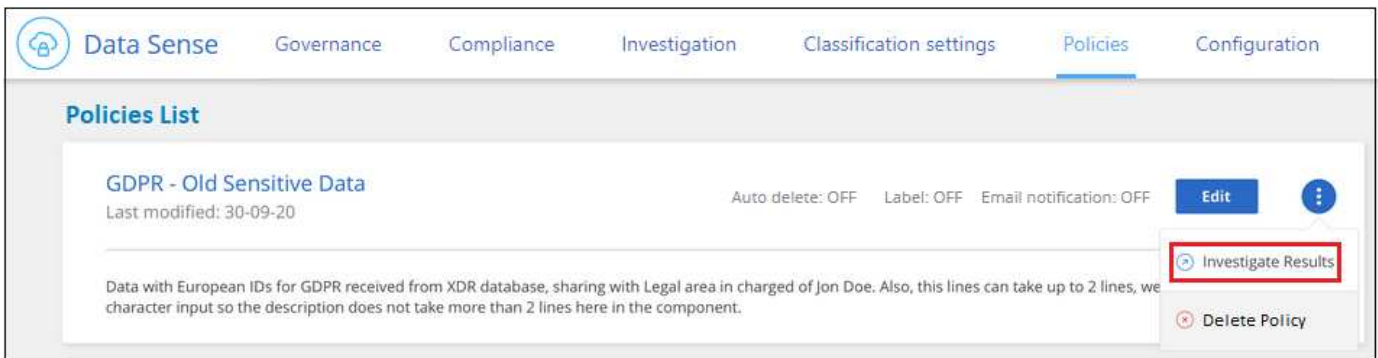 Data Sense Governance Compliance Investigation Classification settings Policies Configuration
Policies List
GDPR - Old Sensitive Data
Last modified: 30-09-20
Auto delete: OFF Label: OFF Email notification: OFF Edit
Investigate Results
Data with European IDs for GDPR received from XDR database, sharing with Legal area in charged of Jon Doe. Also, this lines can take up to 2 lines, we
character input so the description does not take more than 2 lines here in the component.
Delete Policy